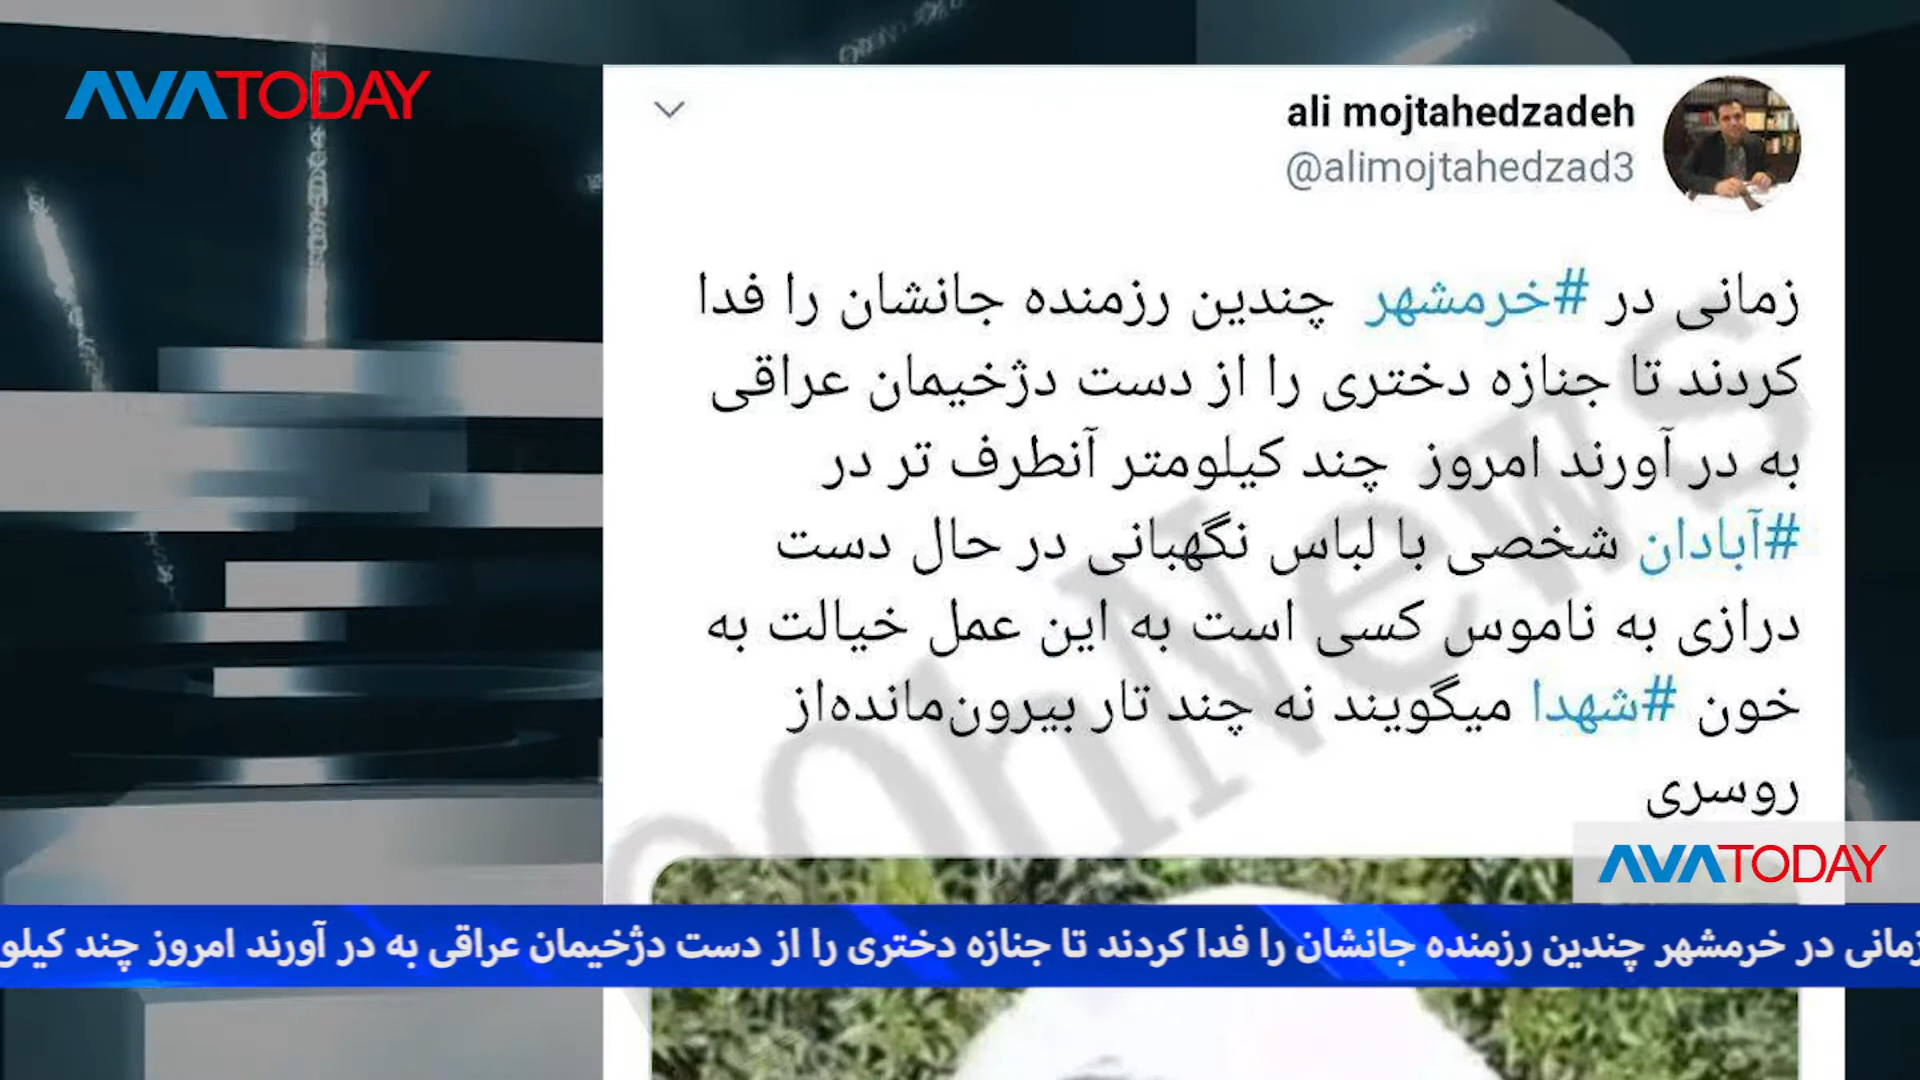 AVATODAY
ali mojtahedzadeh
@alimojtahedzad3
زمانی در #خرمشهر چندین رزمنده جانشان را فدا
کردند تا جنازه دختری را از دست دژخیمان عراقی
به در آورند امروز چند کیلومتر آنطرف تر در
#آبادان شخصی با لباس نگهبانی در حال دست
درازی به ناموس کسی است به این عمل خیالت به
خون #شهدا میگویند نه چند تار بیرون‌مانده‌از
روسری
AVATODAY
زمانی در خرمشهر چندین رزمنده جانشان را فدا کردند تا جنازه دختری را از دست دژخیمان عراقی به در آورند امروز چند کیلو